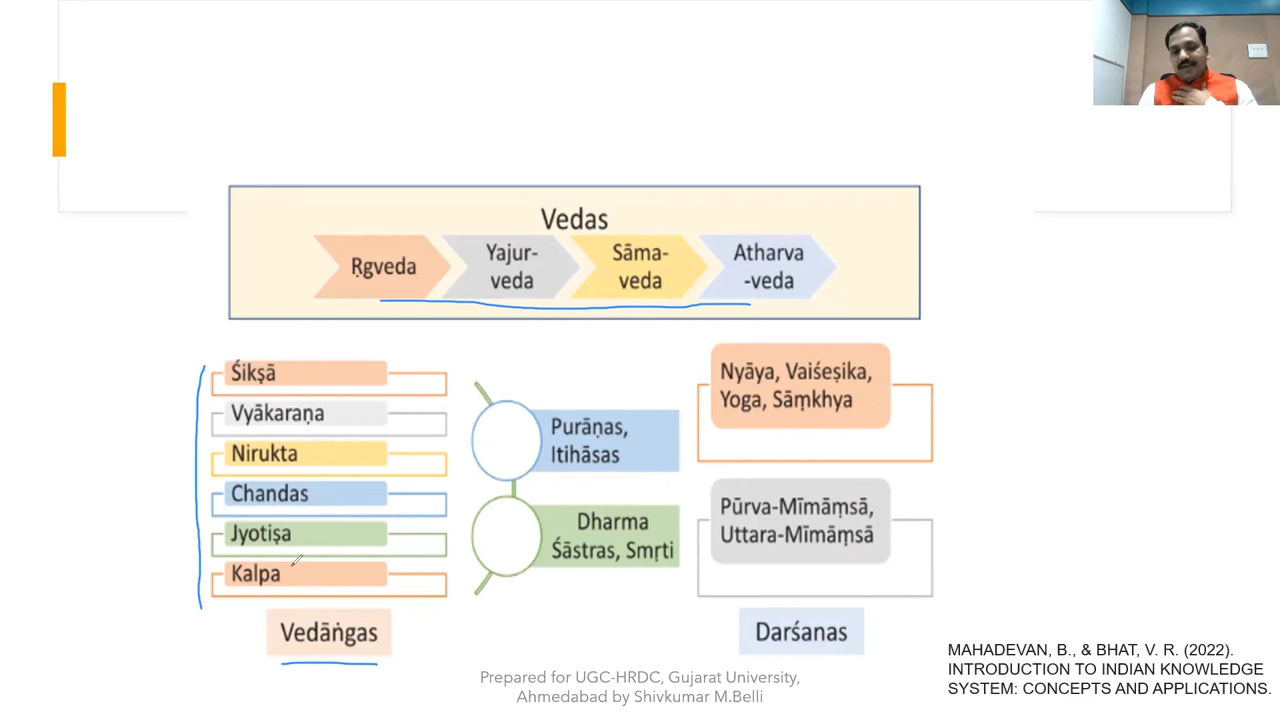 Vedas
Ṛgveda
Yajur-
veda
Sāma-
veda
Atharva
-veda
Śikṣā
Vyākaraṇa
Nirukta
Chandas
Jyotiṣa
Kalpa
Vedāṅgas
Purāṇas,
Itihāsas
Dharma
Śāstras, Smṛti
Nyāya, Vaiśeṣika,
Yoga, Sāṃkhya
Pūrva-Mīmāṃsā,
Uttara-Mīmāṃsā
Darśanas
Prepared for UGC-HRDC, Gujarat University,
Ahmedabad by Shivkumar M.Belli
MAHADEVAN, B., & BHAT, V. R. (2022).
INTRODUCTION TO INDIAN KNOWLEDGE
SYSTEM: CONCEPTS AND APPLICATIONS.